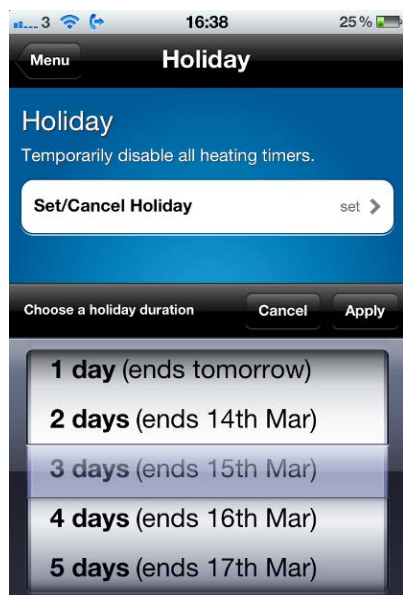 3 16:38 25%
Menu Holiday
Holiday
Temporarily disable all heating timers.
Set/Cancel Holiday set
Choose a holiday duration Cancel Apply
1 day (ends tomorrow)
2 days (ends 14th Mar)
3 days (ends 15th Mar)
4 days (ends 16th Mar)
5 days (ends 17th Mar)